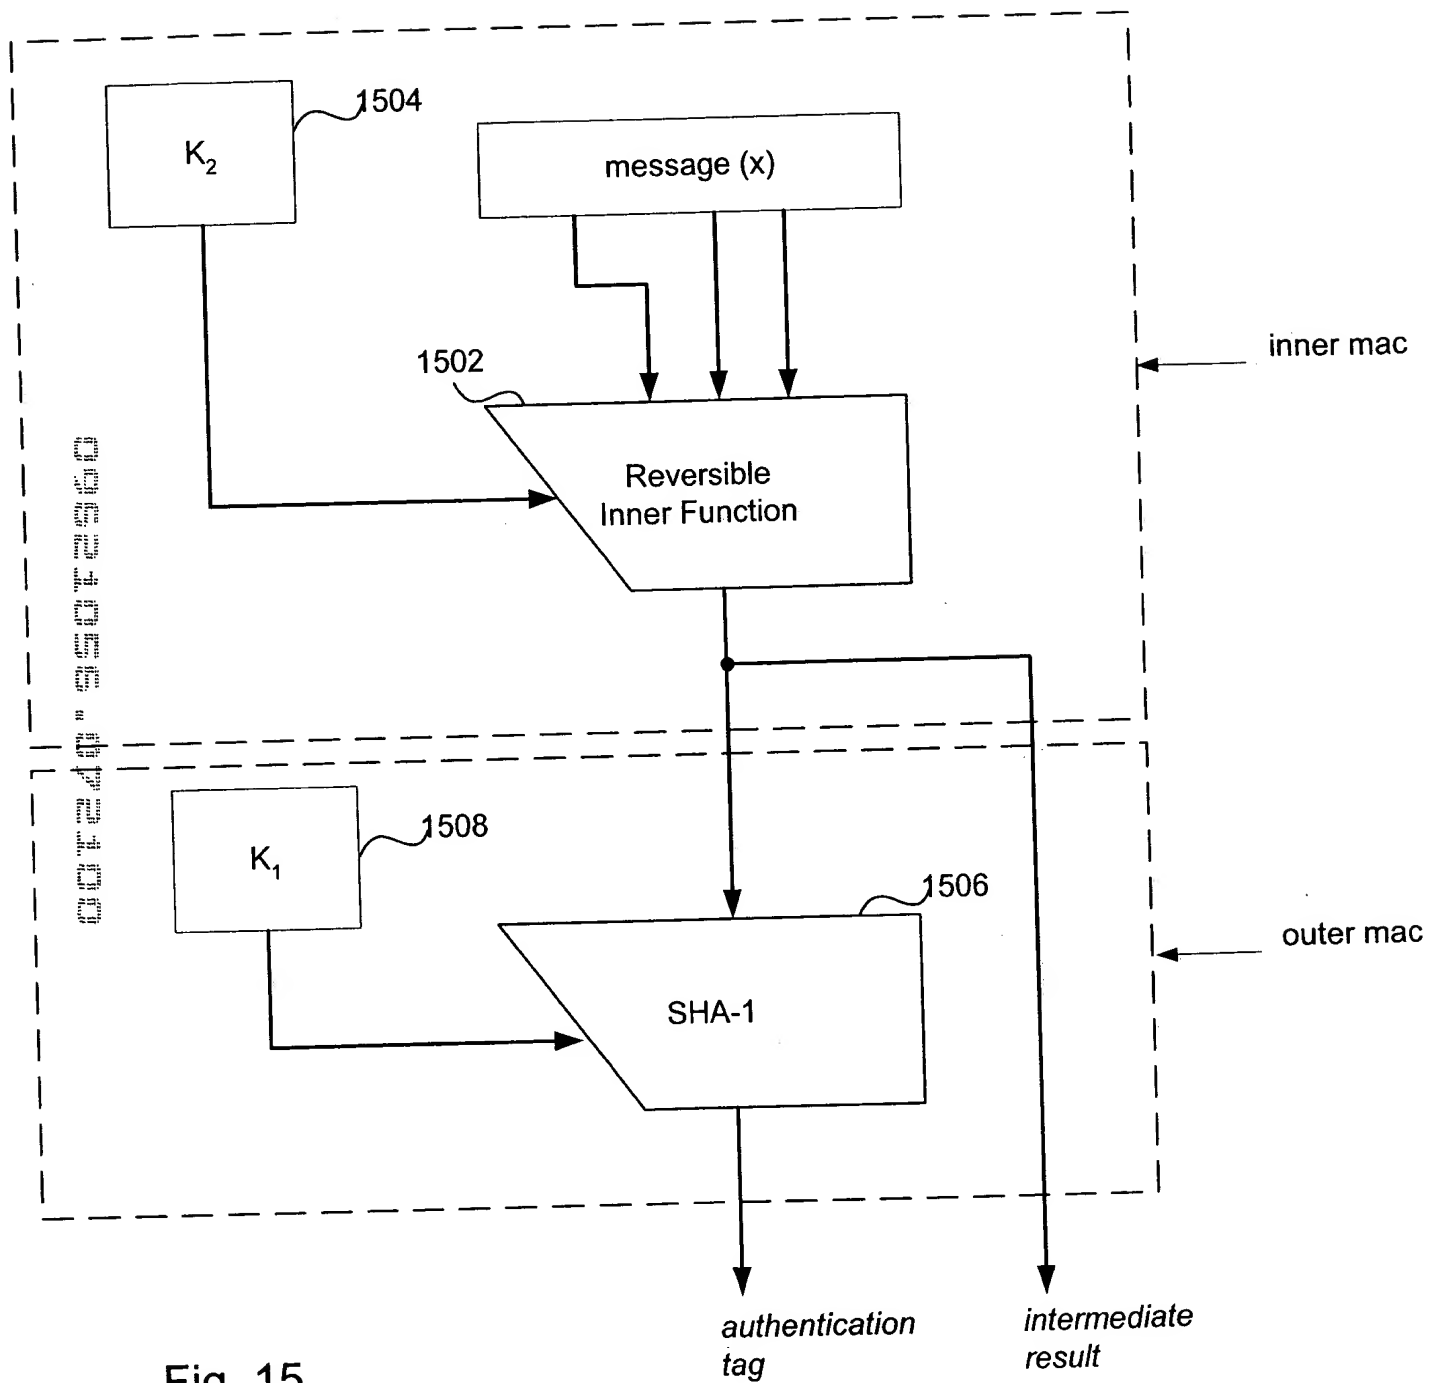 1504
K₂
message (x)
1502
inner mac
Reversible
Inner Function
1508
K₁
1506
outer mac
SHA-1
authentication
tag
intermediate
result
Fig. 15